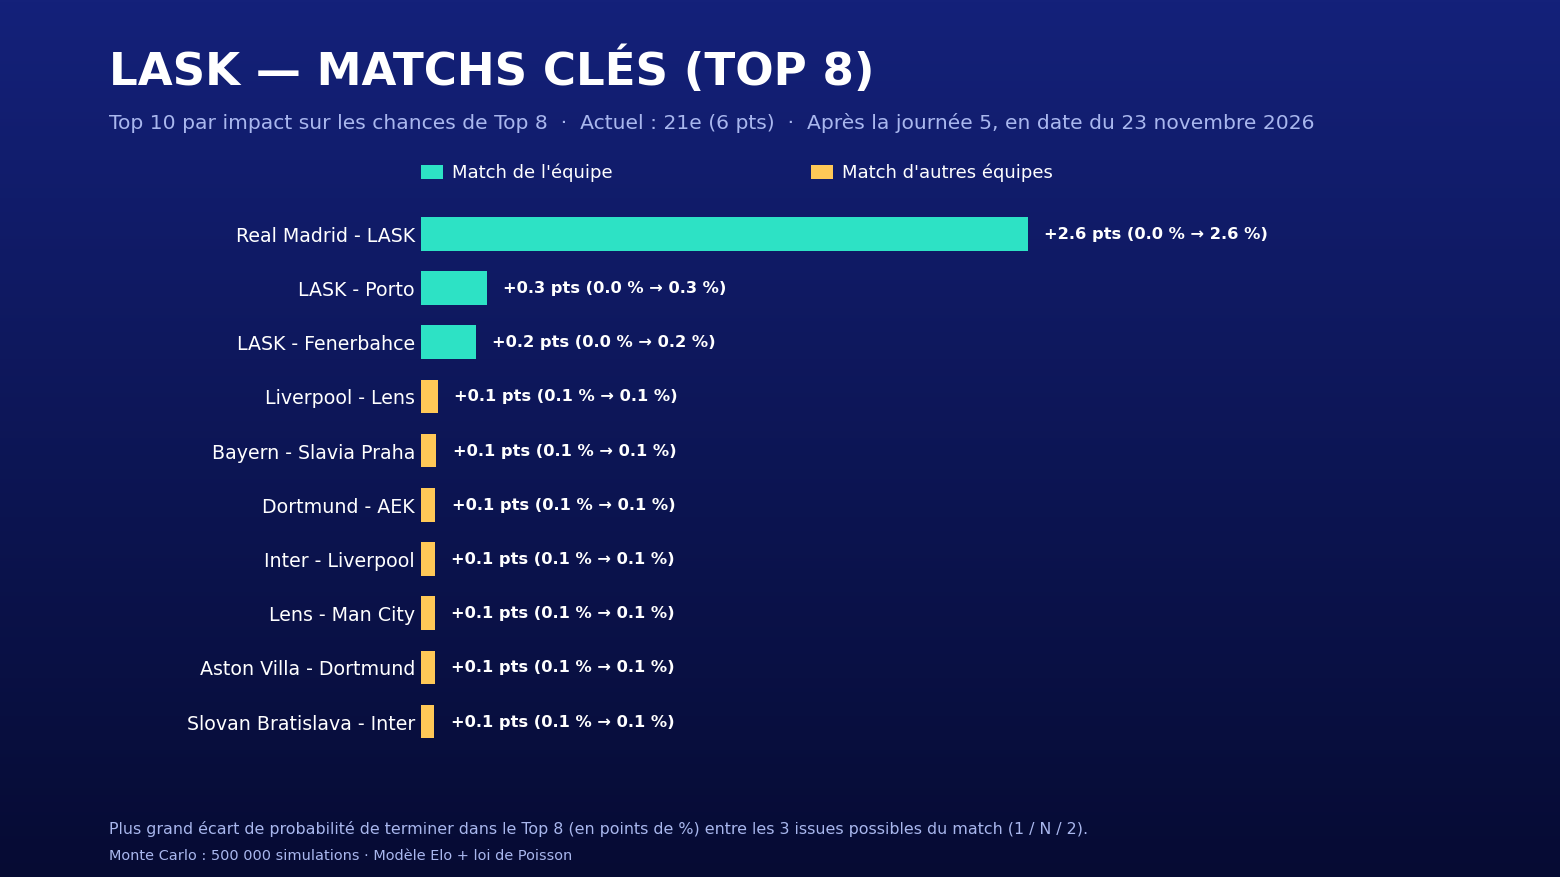 LASK — MATCHS CLÉS (TOP 8)
Top 10 par impact sur les chances de Top 8 · Actuel : 21e (6 pts) · Après la journée 5, en date du 23 novembre 2026
Match de l'équipe
Match d'autres équipes
Real Madrid - LASK +2.6 pts (0.0 % → 2.6 %)
LASK - Porto +0.3 pts (0.0 % → 0.3 %)
LASK - Fenerbahce +0.2 pts (0.0 % → 0.2 %)
Liverpool - Lens +0.1 pts (0.1 % → 0.1 %)
Bayern - Slavia Praha +0.1 pts (0.1 % → 0.1 %)
Dortmund - AEK +0.1 pts (0.1 % → 0.1 %)
Inter - Liverpool +0.1 pts (0.1 % → 0.1 %)
Lens - Man City +0.1 pts (0.1 % → 0.1 %)
Aston Villa - Dortmund +0.1 pts (0.1 % → 0.1 %)
Slovan Bratislava - Inter +0.1 pts (0.1 % → 0.1 %)
Plus grand écart de probabilité de terminer dans le Top 8 (en points de %) entre les 3 issues possibles du match (1 / N / 2).
Monte Carlo : 500 000 simulations · Modèle Elo + loi de Poisson